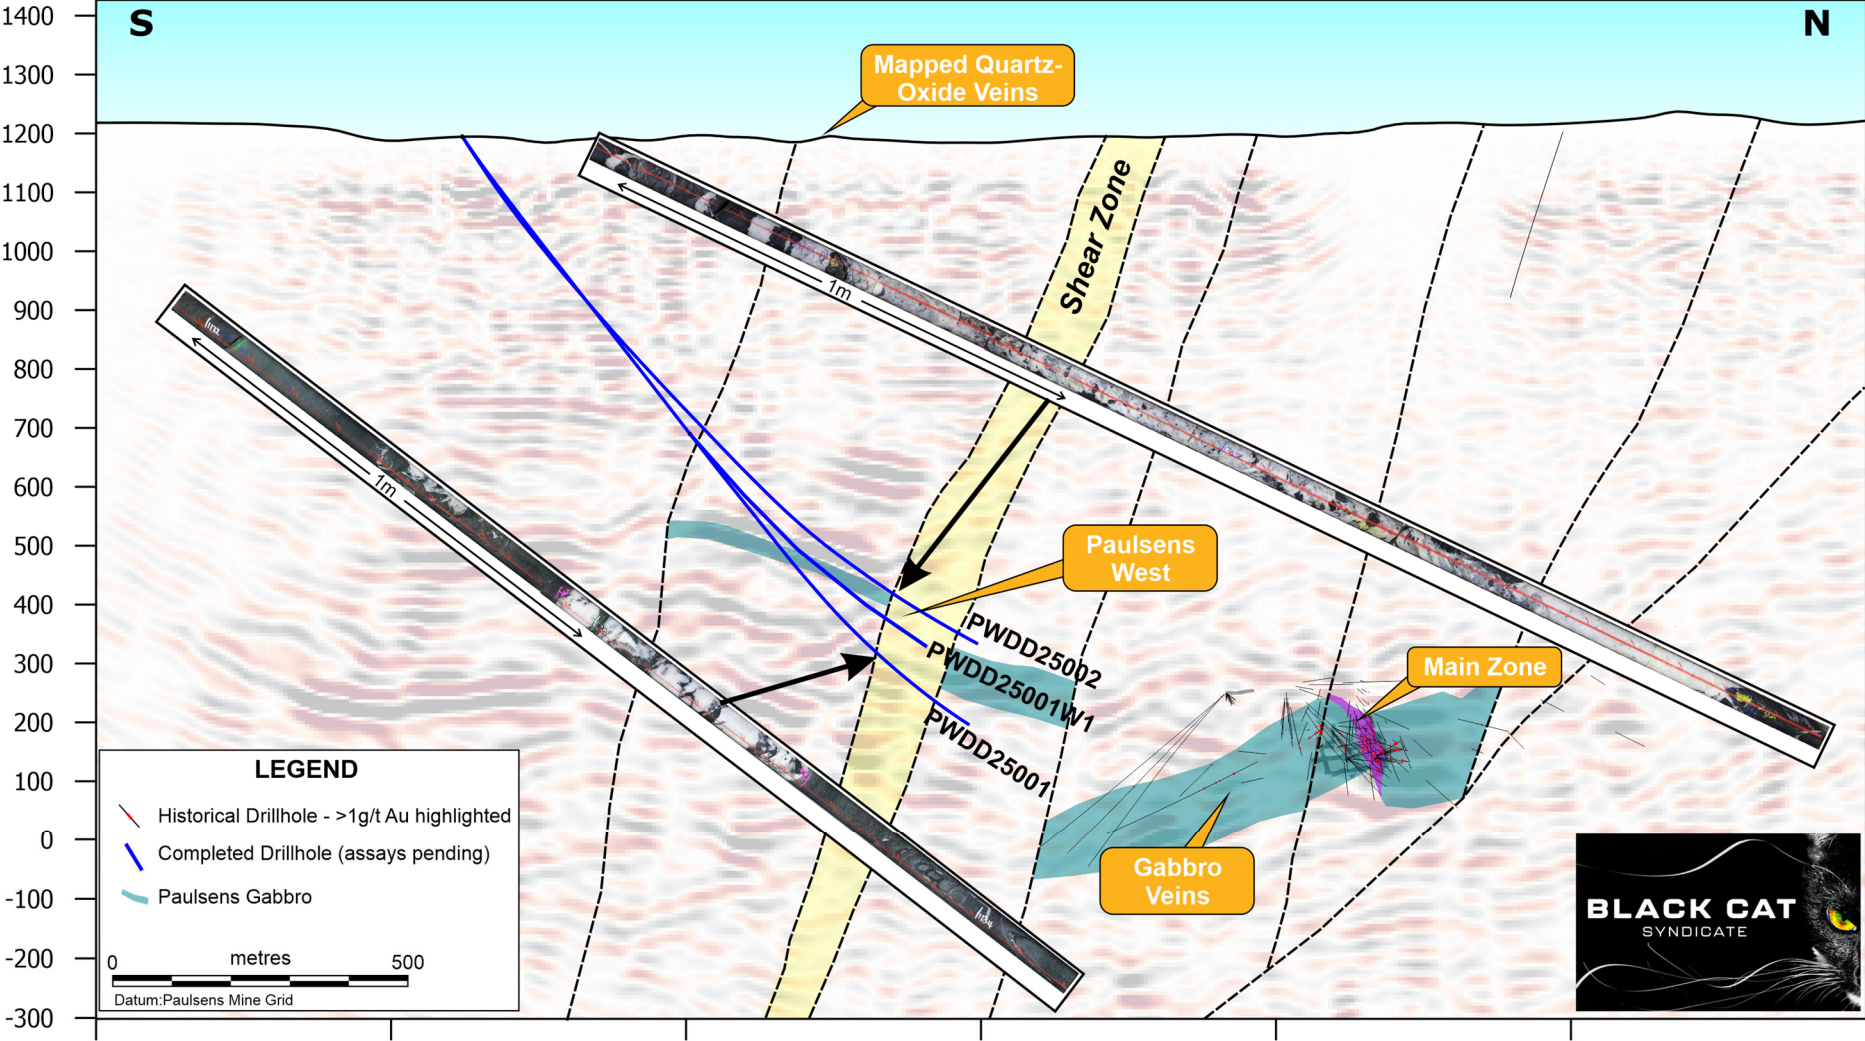 1400
1300
1200
1100
1000
900
800
700
600
500
400
300
200
100
0
-100
-200
-300
S
N
Mapped Quartz-
Oxide Veins
Shear Zone
1m
1m
Paulsens
West
PWDD25002
PWDD25001W1
PWDD25001
Main Zone
Gabbro
Veins
LEGEND
Historical Drillhole - >1g/t Au highlighted
Completed Drillhole (assays pending)
Paulsens Gabbro
metres
0 500
Datum:Paulsens Mine Grid
BLACK CAT
SYNDICATE